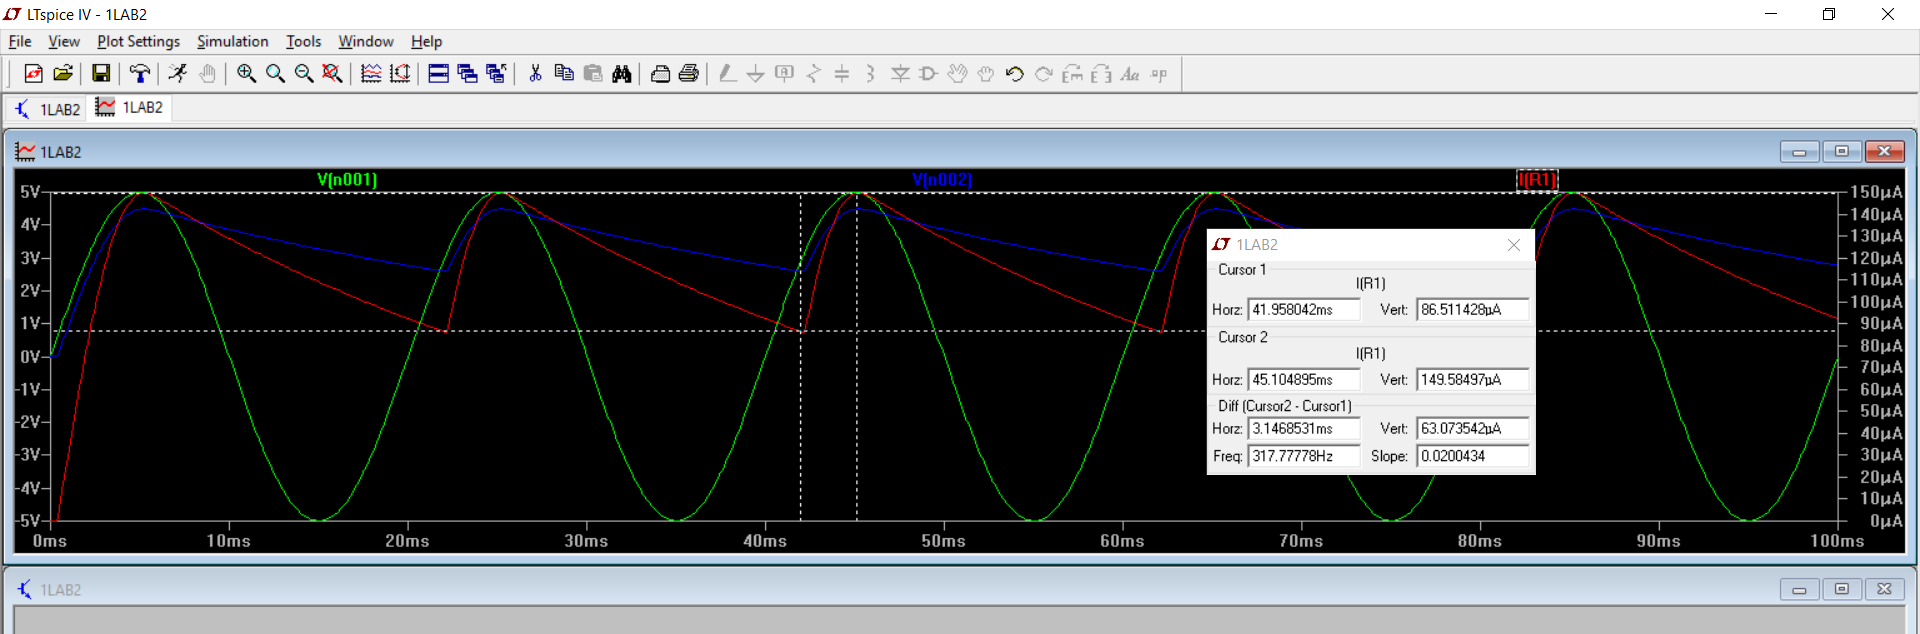 LTspice IV - 1LAB2
File View Plot Settings Simulation Tools Window Help
1LAB2 1LAB2
1LAB2
V(n001) V(n002) I(R1)
5V 150µA
4V 140µA
130µA
3V 120µA
110µA
2V 100µA
1V 90µA
0V 80µA
-1V 70µA
60µA
-2V 50µA
-3V 40µA
30µA
-4V 20µA
10µA
-5V 0µA
0ms 10ms 20ms 30ms 40ms 50ms 60ms 70ms 80ms 90ms 100ms
1LAB2
Cursor 1
I(R1)
Horz: 41.958042ms Vert: 86.511428µA
Cursor 2
I(R1)
Horz: 45.104895ms Vert: 149.58497µA
Diff (Cursor2 - Cursor1)
Horz: 3.1468531ms Vert: 63.073542µA
Freq: 317.77778Hz Slope: 0.0200434
1LAB2